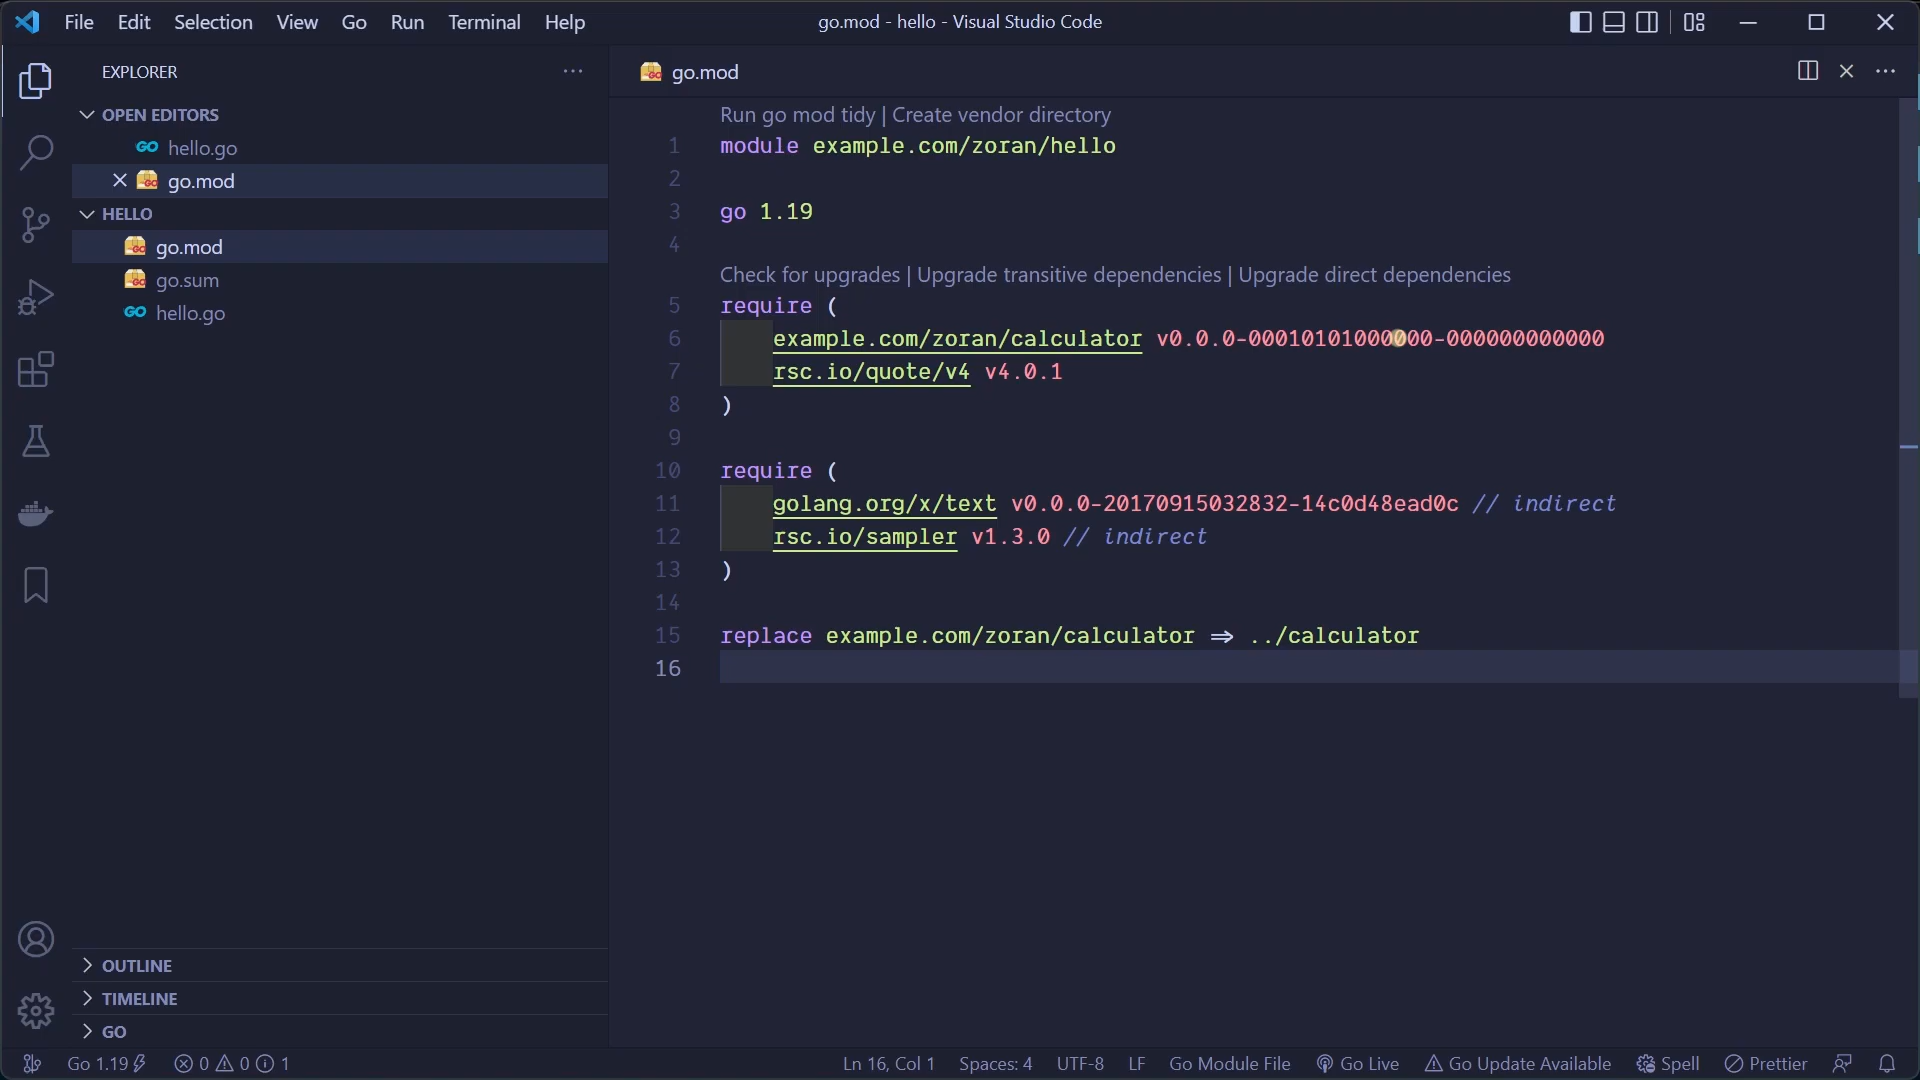 File Edit Selection View Go Run Terminal Help
go.mod - hello - Visual Studio Code
EXPLORER
OPEN EDITORS
hello.go
go.mod
HELLO
go.mod
go.sum
hello.go
OUTLINE
TIMELINE
GO
go.mod
Run go mod tidy | Create vendor directory
1 module example.com/zoran/hello
2
3 go 1.19
4
Check for upgrades | Upgrade transitive dependencies | Upgrade direct dependencies
5 require (
6 example.com/zoran/calculator v0.0.0-00010101000000-000000000000
7 rsc.io/quote/v4 v4.0.1
8 )
9
10 require (
11 golang.org/x/text v0.0.0-20170915032832-14c0d48ead0c // indirect
12 rsc.io/sampler v1.3.0 // indirect
13 )
14
15 replace example.com/zoran/calculator => ../calculator
16
Go 1.19 0 0 1 Ln 16, Col 1 Spaces: 4 UTF-8 LF Go Module File Go Live Go Update Available Spell Prettier